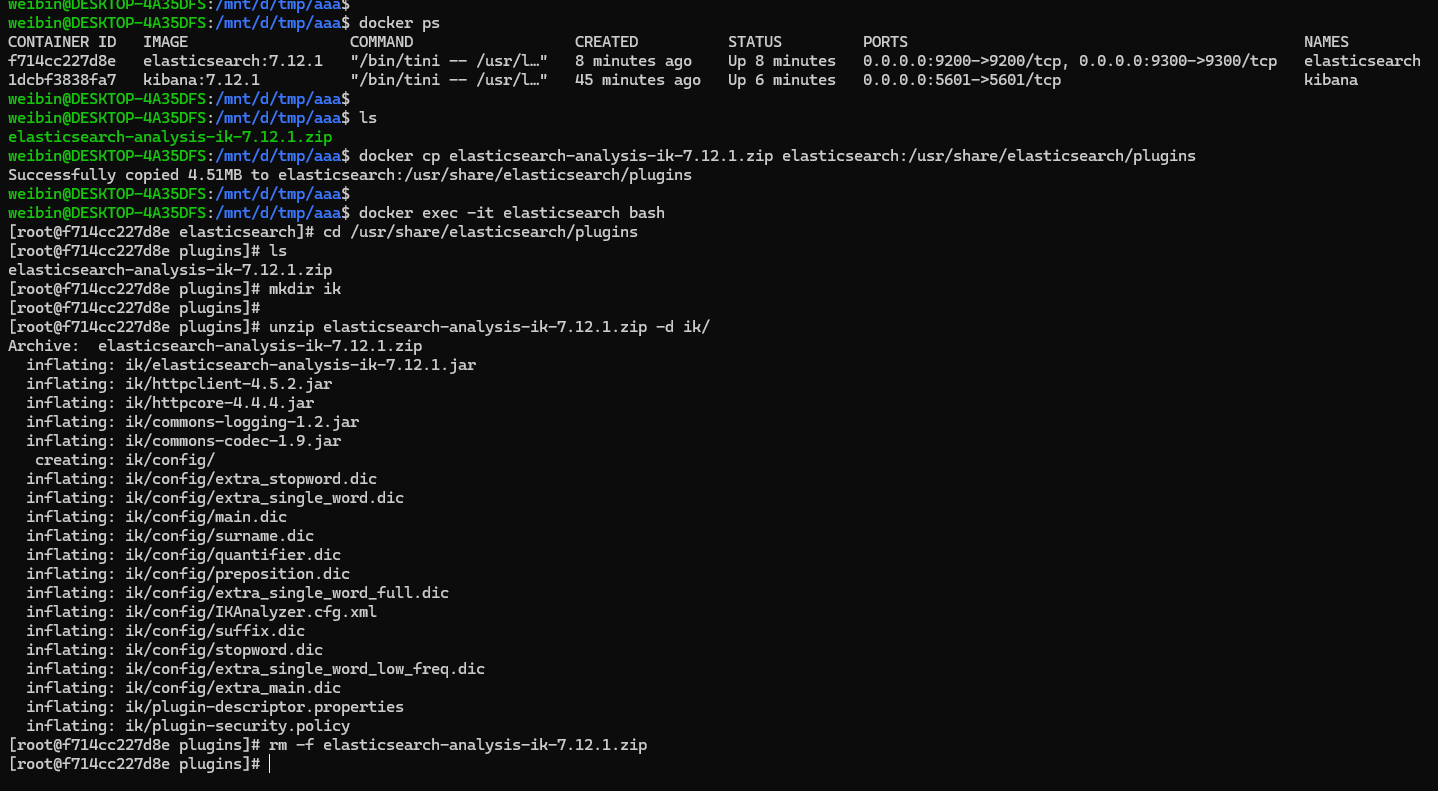 weibin@DESKTOP-4A35DFS:/mnt/d/tmp/aaa$
weibin@DESKTOP-4A35DFS:/mnt/d/tmp/aaa$ docker ps
CONTAINER ID   IMAGE                  COMMAND                  CREATED          STATUS         PORTS                                            NAMES
f714cc227d8e   elasticsearch:7.12.1   "/bin/tini -- /usr/l…"   8 minutes ago    Up 8 minutes   0.0.0.0:9200->9200/tcp, 0.0.0.0:9300->9300/tcp   elasticsearch
1dcbf3838fa7   kibana:7.12.1          "/bin/tini -- /usr/l…"   45 minutes ago   Up 6 minutes   0.0.0.0:5601->5601/tcp                           kibana
weibin@DESKTOP-4A35DFS:/mnt/d/tmp/aaa$
weibin@DESKTOP-4A35DFS:/mnt/d/tmp/aaa$ ls
elasticsearch-analysis-ik-7.12.1.zip
weibin@DESKTOP-4A35DFS:/mnt/d/tmp/aaa$ docker cp elasticsearch-analysis-ik-7.12.1.zip elasticsearch:/usr/share/elasticsearch/plugins
Successfully copied 4.51MB to elasticsearch:/usr/share/elasticsearch/plugins
weibin@DESKTOP-4A35DFS:/mnt/d/tmp/aaa$
weibin@DESKTOP-4A35DFS:/mnt/d/tmp/aaa$ docker exec -it elasticsearch bash
[root@f714cc227d8e elasticsearch]# cd /usr/share/elasticsearch/plugins
[root@f714cc227d8e plugins]# ls
elasticsearch-analysis-ik-7.12.1.zip
[root@f714cc227d8e plugins]# mkdir ik
[root@f714cc227d8e plugins]#
[root@f714cc227d8e plugins]# unzip elasticsearch-analysis-ik-7.12.1.zip -d ik/
Archive:  elasticsearch-analysis-ik-7.12.1.zip
  inflating: ik/elasticsearch-analysis-ik-7.12.1.jar
  inflating: ik/httpclient-4.5.2.jar
  inflating: ik/httpcore-4.4.4.jar
  inflating: ik/commons-logging-1.2.jar
  inflating: ik/commons-codec-1.9.jar
   creating: ik/config/
  inflating: ik/config/extra_stopword.dic
  inflating: ik/config/extra_single_word.dic
  inflating: ik/config/main.dic
  inflating: ik/config/surname.dic
  inflating: ik/config/quantifier.dic
  inflating: ik/config/preposition.dic
  inflating: ik/config/extra_single_word_full.dic
  inflating: ik/config/IKAnalyzer.cfg.xml
  inflating: ik/config/suffix.dic
  inflating: ik/config/stopword.dic
  inflating: ik/config/extra_single_word_low_freq.dic
  inflating: ik/config/extra_main.dic
  inflating: ik/plugin-descriptor.properties
  inflating: ik/plugin-security.policy
[root@f714cc227d8e plugins]# rm -f elasticsearch-analysis-ik-7.12.1.zip
[root@f714cc227d8e plugins]#